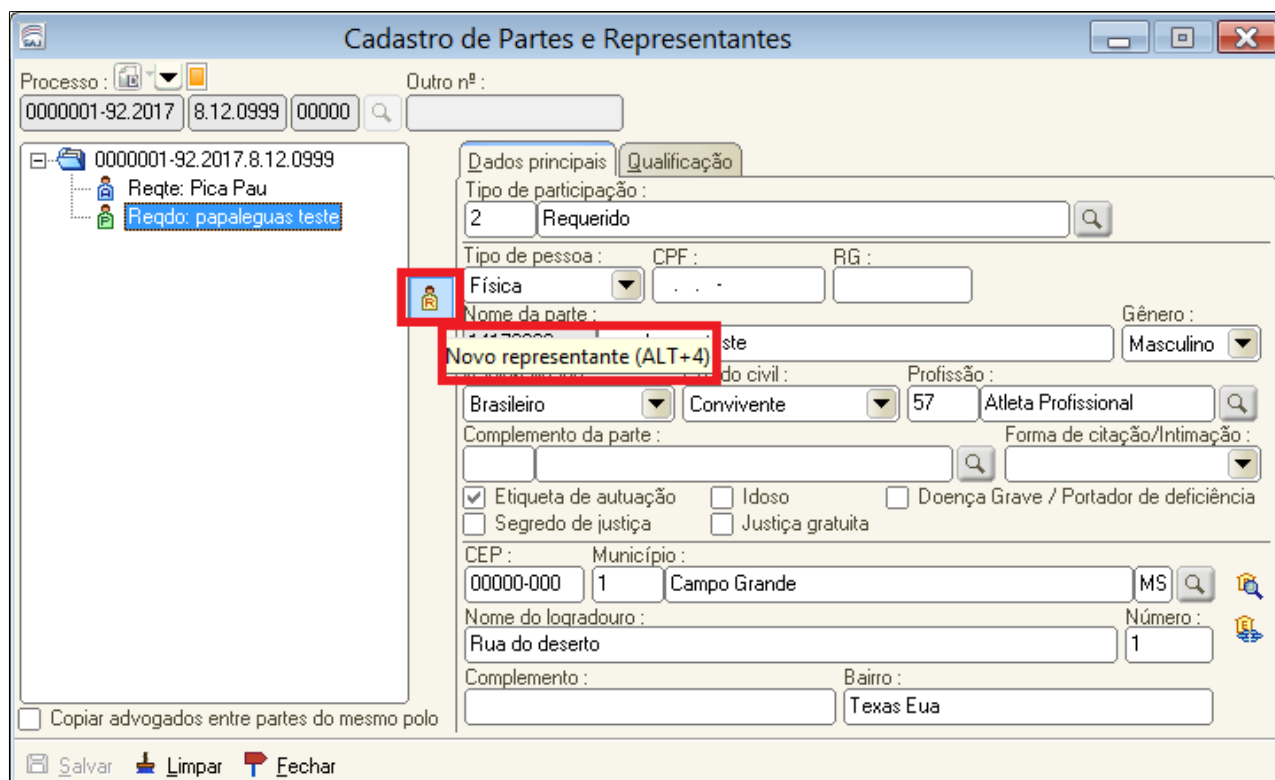 Cadastro de Partes e Representantes
Processo : Outro nº :
0000001-92.2017 8.12.0999 00000
0000001-92.2017.8.12.0999
Reqte: Pica Pau
Reqdo: papaleguas teste
Dados principais Qualificação
Tipo de participação :
2 Requerido
Tipo de pessoa : CPF : RG :
Física . . -
Nome da parte : Gênero :
ste Masculino
Novo representante (ALT+4)
do civil : Profissão :
Brasileiro Convivente 57 Atleta Profissional
Complemento da parte : Forma de citação/Intimação :
Etiqueta de autuação Idoso Doença Grave / Portador de deficiência
Segredo de justiça Justiça gratuita
CEP : Município :
00000-000 1 Campo Grande MS
Nome do logradouro : Número :
Rua do deserto 1
Complemento : Bairro :
Texas Eua
Copiar advogados entre partes do mesmo polo
Salvar Limpar Fechar